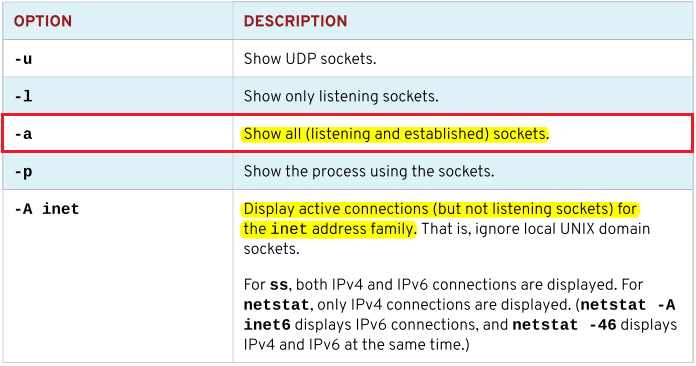 OPTION DESCRIPTION
-u Show UDP sockets.
-l Show only listening sockets.
-a Show all (listening and established) sockets.
-p Show the process using the sockets.
-A inet Display active connections (but not listening sockets) for
the inet address family. That is, ignore local UNIX domain
sockets.
For ss, both IPv4 and IPv6 connections are displayed. For
netstat, only IPv4 connections are displayed. (netstat -A
inet6 displays IPv6 connections, and netstat -46 displays
IPv4 and IPv6 at the same time.)